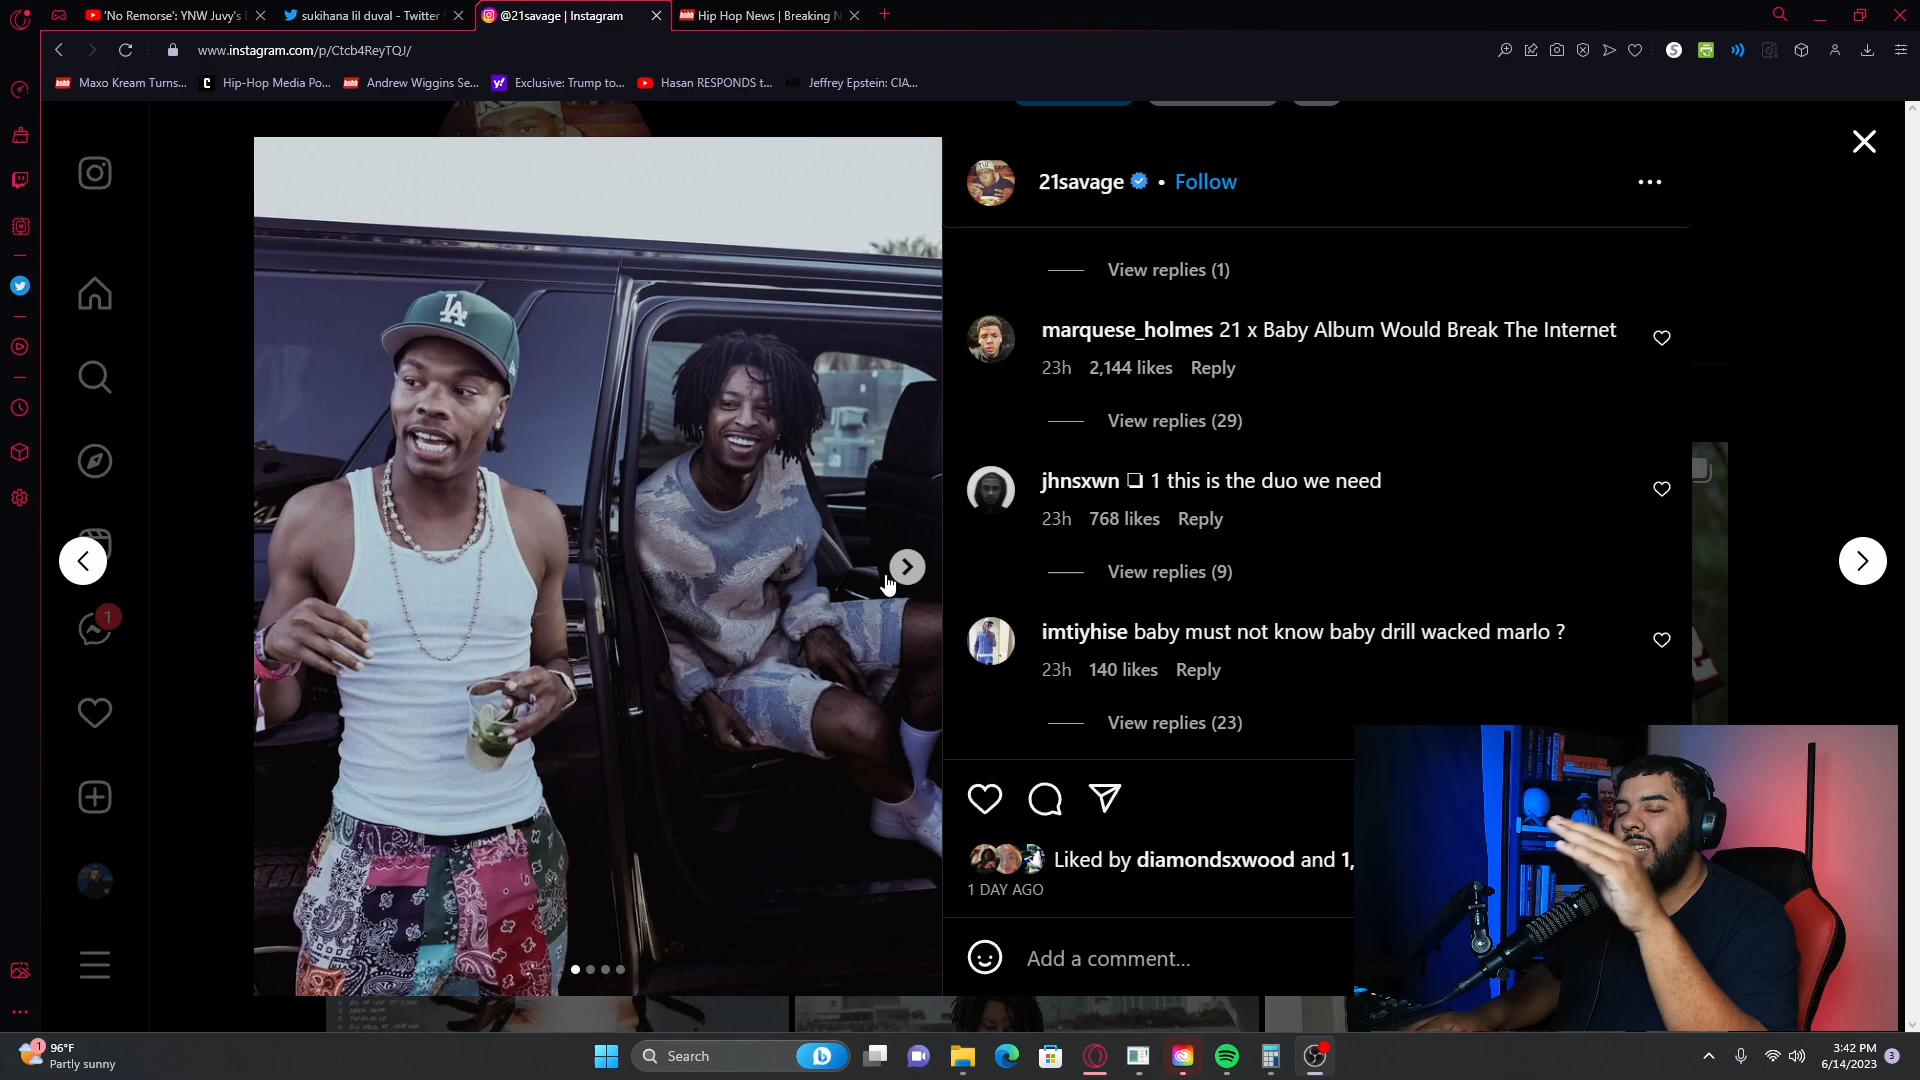 'No Remorse': YNW Juvy's
sukihana lil duval - Twitter
@21savage | Instagram
Hip Hop News | Breaking N
www.instagram.com/p/Ctcb4ReyTQJ/
Maxo Kream Turns...
Hip-Hop Media Po...
Andrew Wiggins Se...
Exclusive: Trump to...
Hasan RESPONDS t...
Jeffrey Epstein: CIA...
21savage • Follow
View replies (1)
marquese_holmes 21 x Baby Album Would Break The Internet
23h 2,144 likes Reply
View replies (29)
jhnsxwn ❏ 1 this is the duo we need
23h 768 likes Reply
View replies (9)
imtiyhise baby must not know baby drill wacked marlo ?
23h 140 likes Reply
View replies (23)
LA
1
Liked by diamondsxwood and 1,
1 DAY AGO
Add a comment...
1
96°F
Partly sunny
Search
3:42 PM
6/14/2023
3